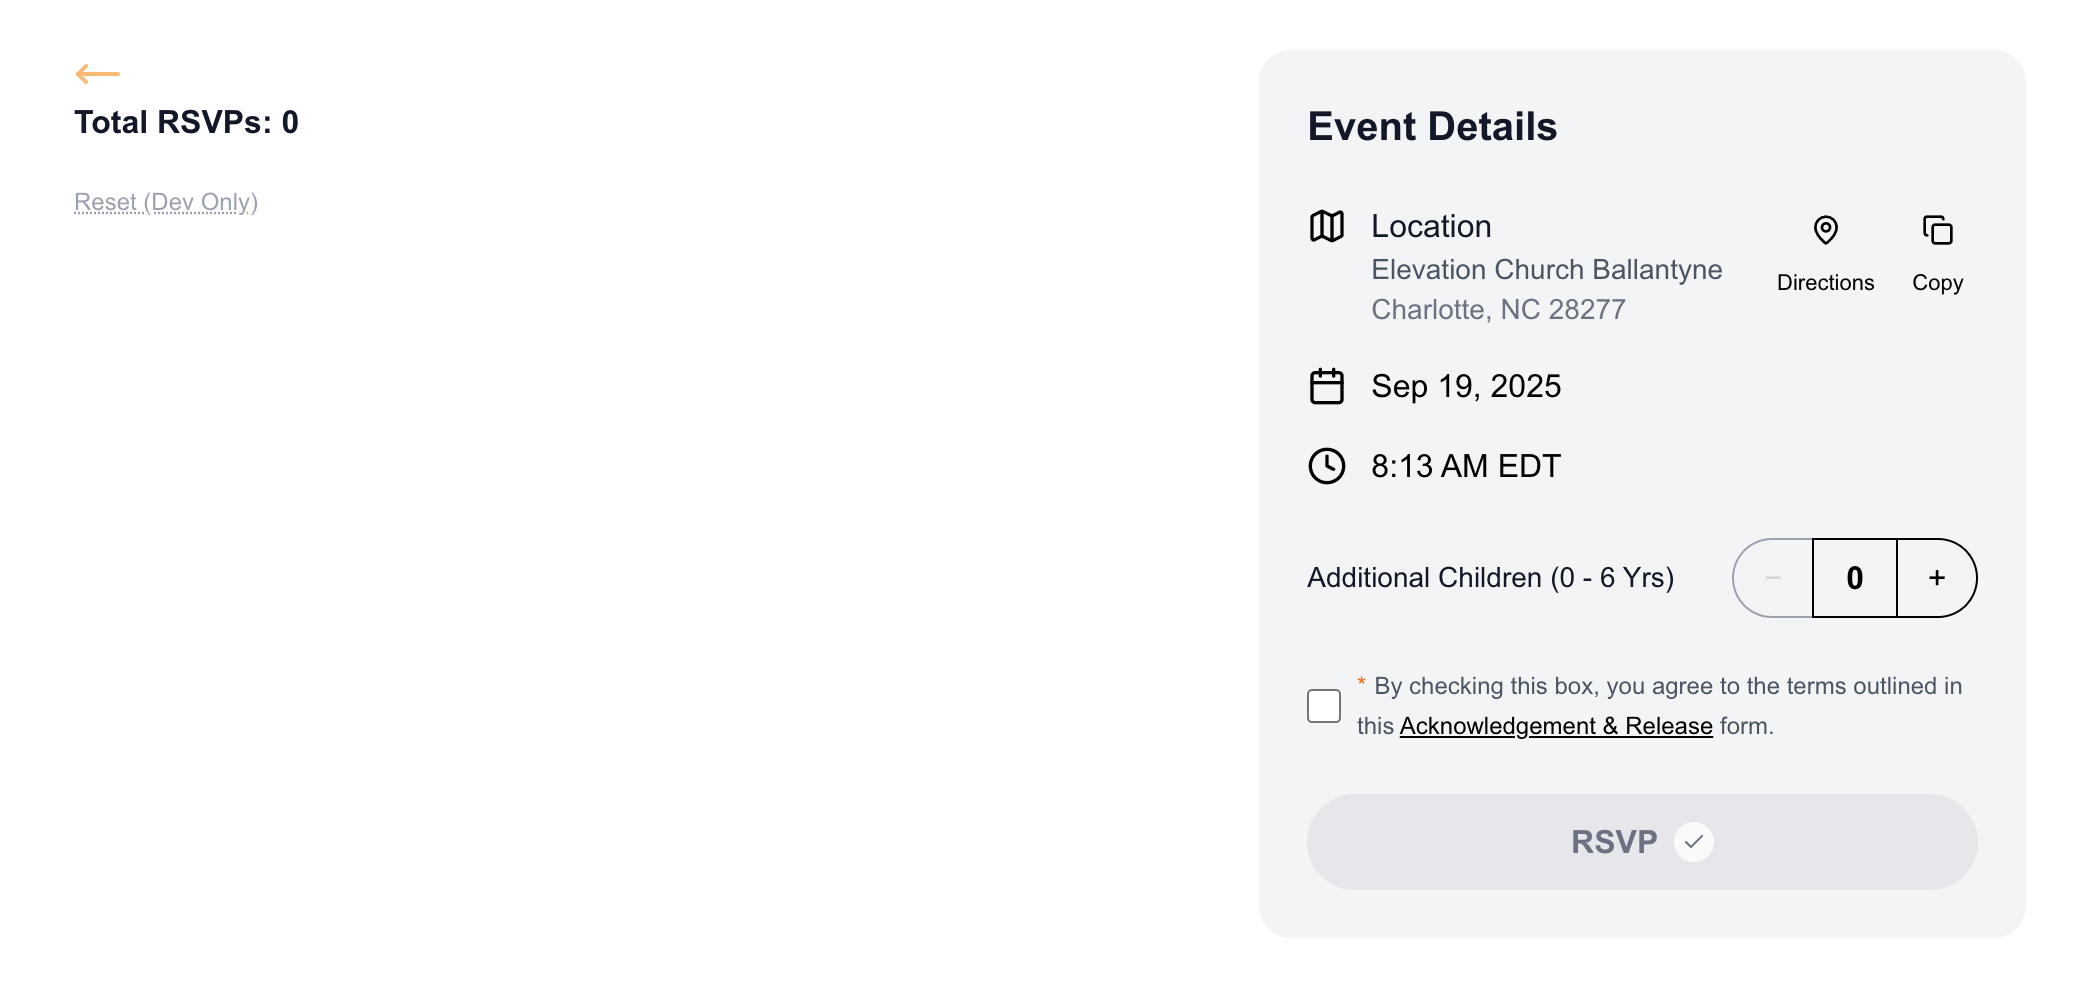 Total RSVPs: 0
Reset (Dev Only)
Event Details
Location
Elevation Church Ballantyne
Charlotte, NC 28277
Directions
Copy
Sep 19, 2025
8:13 AM EDT
Additional Children (0 - 6 Yrs)
− 0 +
* By checking this box, you agree to the terms outlined in
this Acknowledgement & Release form.
RSVP